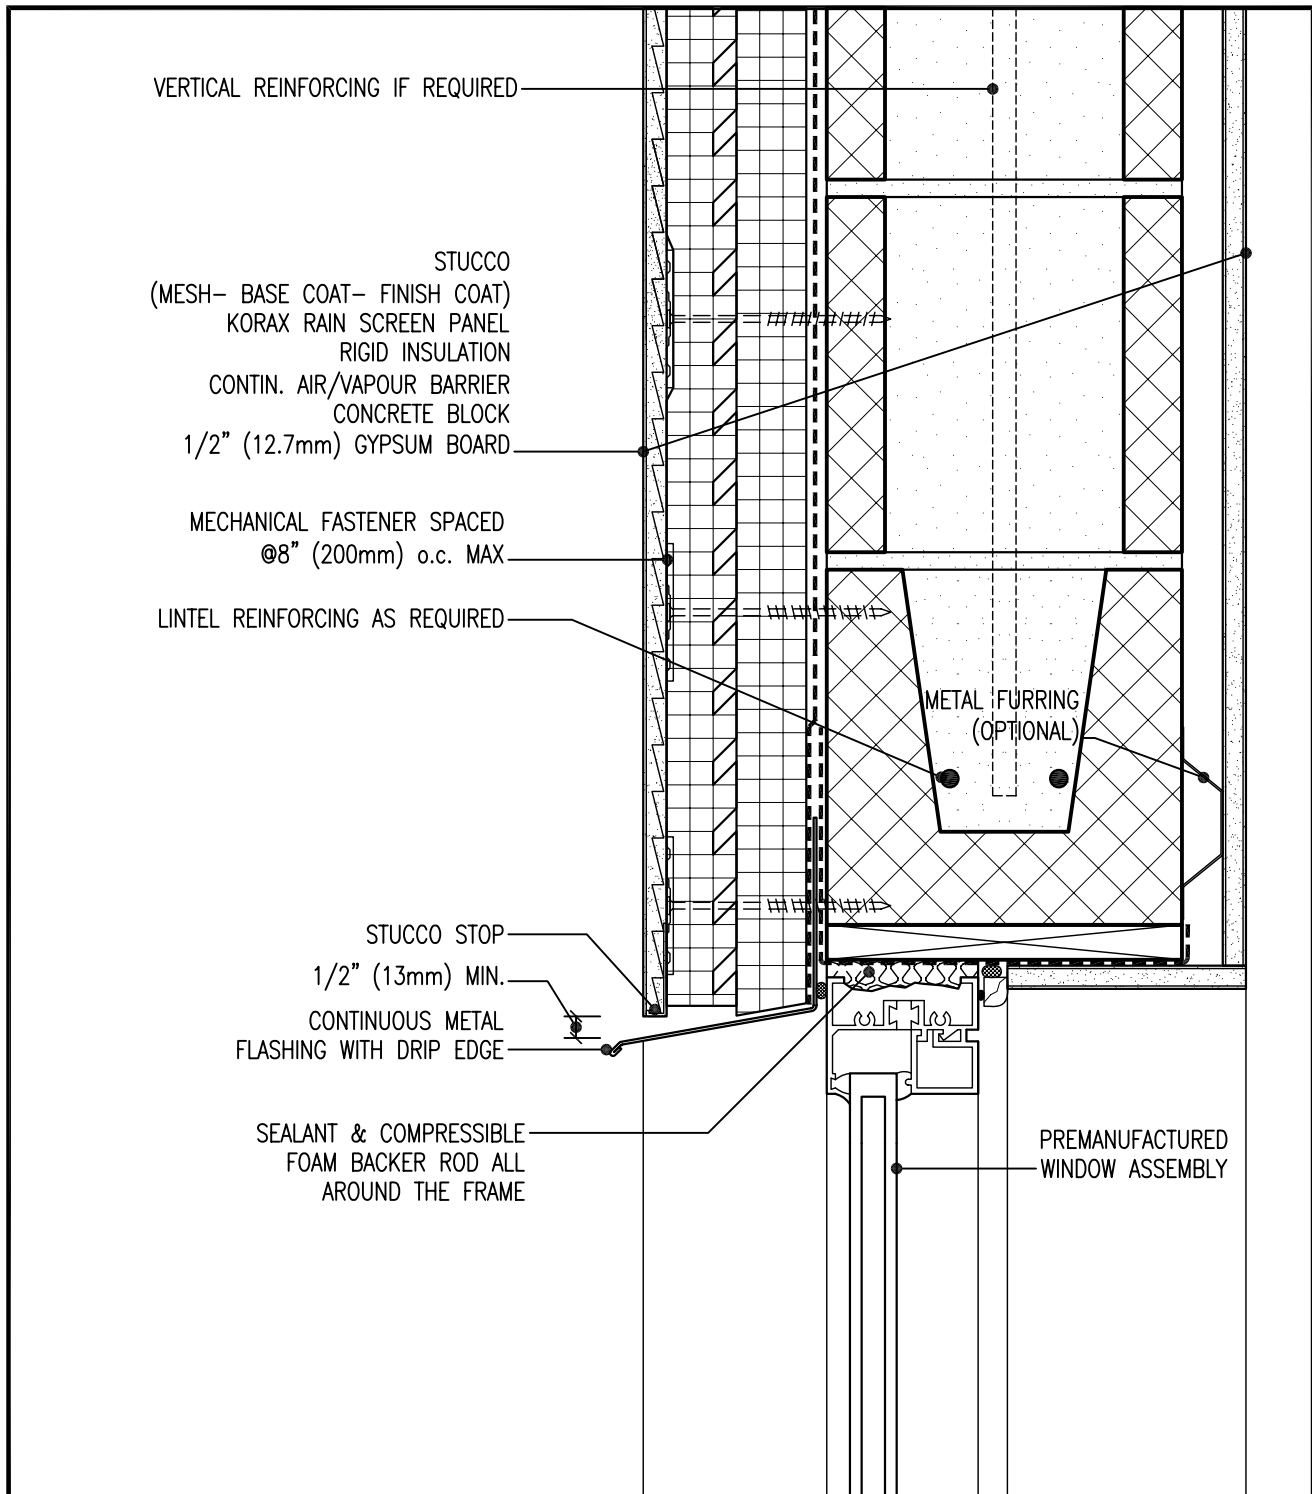 VERTICAL REINFORCING IF REQUIRED
STUCCO
(MESH- BASE COAT- FINISH COAT)
KORAX RAIN SCREEN PANEL
RIGID INSULATION
CONTIN. AIR/VAPOUR BARRIER
CONCRETE BLOCK
1/2" (12.7mm) GYPSUM BOARD
MECHANICAL FASTENER SPACED
@8" (200mm) o.c. MAX
LINTEL REINFORCING AS REQUIRED
METAL FURRING
(OPTIONAL)
STUCCO STOP
1/2" (13mm) MIN.
CONTINUOUS METAL
FLASHING WITH DRIP EDGE
SEALANT & COMPRESSIBLE
FOAM BACKER ROD ALL
AROUND THE FRAME
PREMANUFACTURED
WINDOW ASSEMBLY